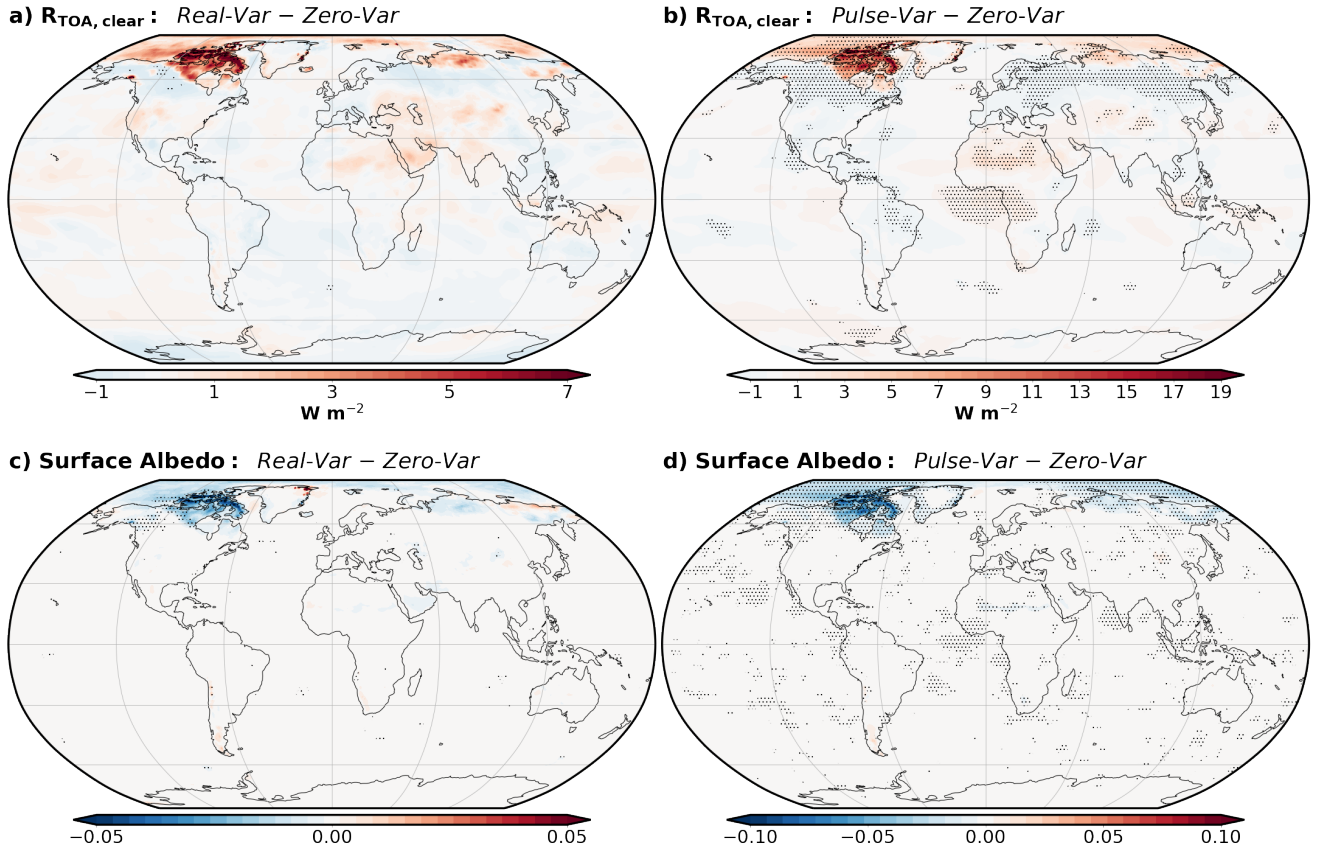 a) R_TOA, clear : Real-Var − Zero-Var
b) R_TOA, clear : Pulse-Var − Zero-Var
−1 1 3 5 7
W m⁻²
−1 1 3 5 7 9 11 13 15 17 19
W m⁻²
c) Surface Albedo : Real-Var − Zero-Var
d) Surface Albedo : Pulse-Var − Zero-Var
−0.05 0.00 0.05
−0.10 −0.05 0.00 0.05 0.10